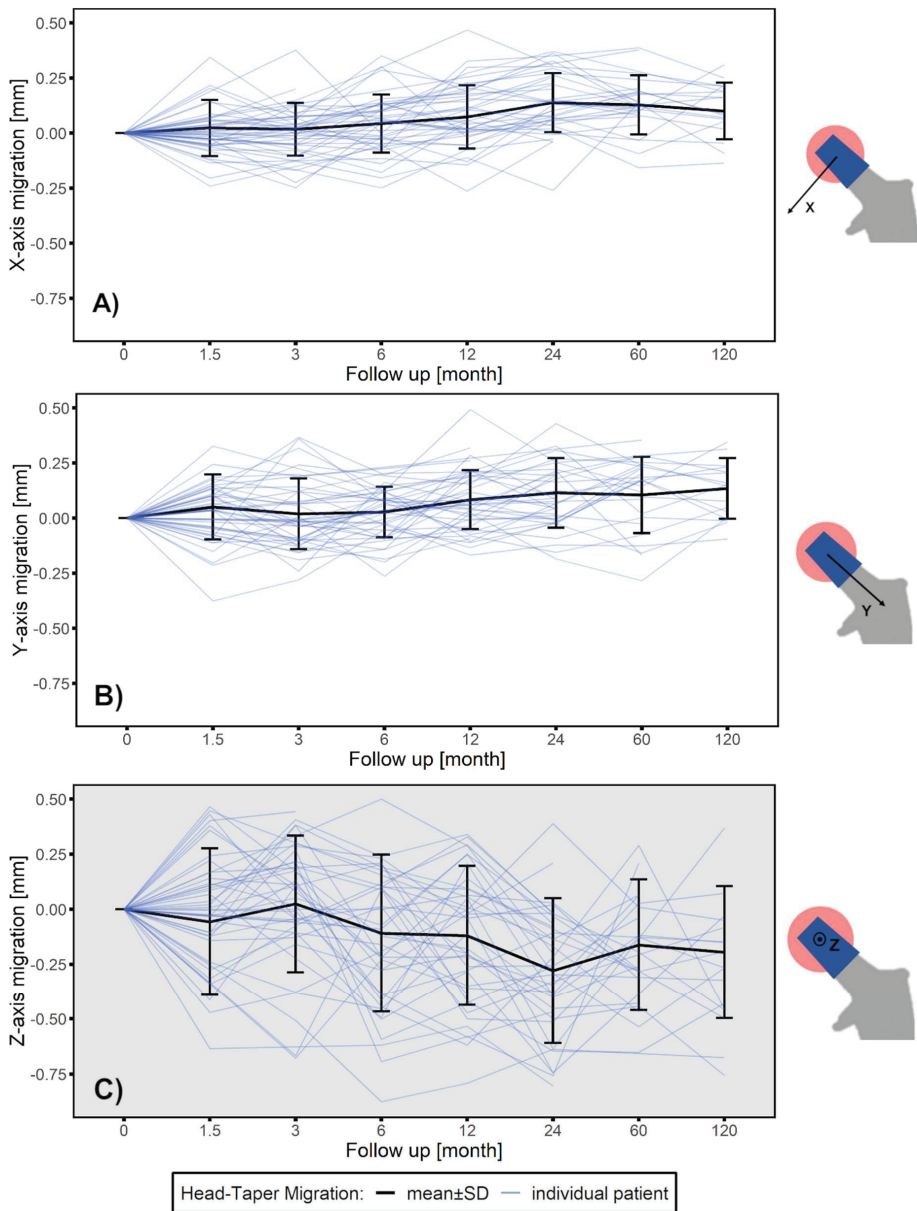 0.50
0.25
0.00
-0.25
-0.50
-0.75
X-axis migration [mm]
A)
0 1.5 3 6 12 24 60 120
Follow up [month]
X
0.50
0.25
0.00
-0.25
-0.50
-0.75
Y-axis migration [mm]
B)
0 1.5 3 6 12 24 60 120
Follow up [month]
Y
0.50
0.25
0.00
-0.25
-0.50
-0.75
Z-axis migration [mm]
C)
0 1.5 3 6 12 24 60 120
Follow up [month]
Z
Head-Taper Migration: mean±SD individual patient